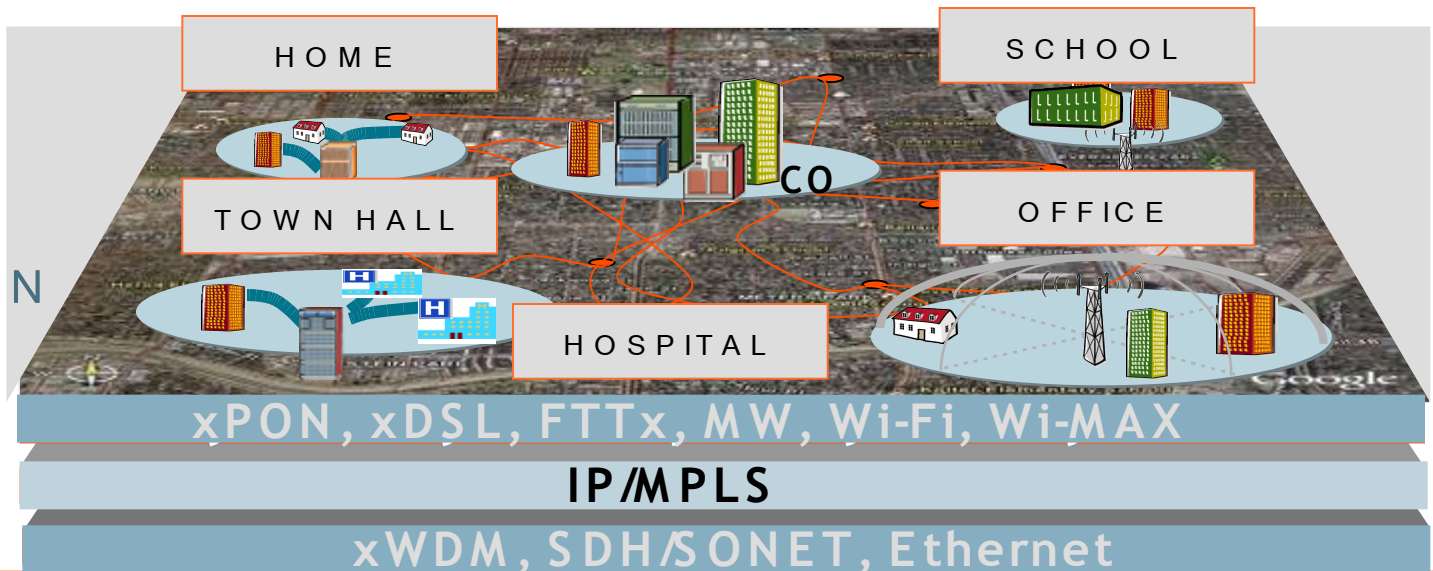 HOME
SCHOOL
CO
TOWN HALL
OFFICE
N
H
H
HOSPITAL
Google
xPON, xDSL, FTTx, MW, Wi-Fi, Wi-MAX
IP/MPLS
xWDM, SDH/SONET, Ethernet